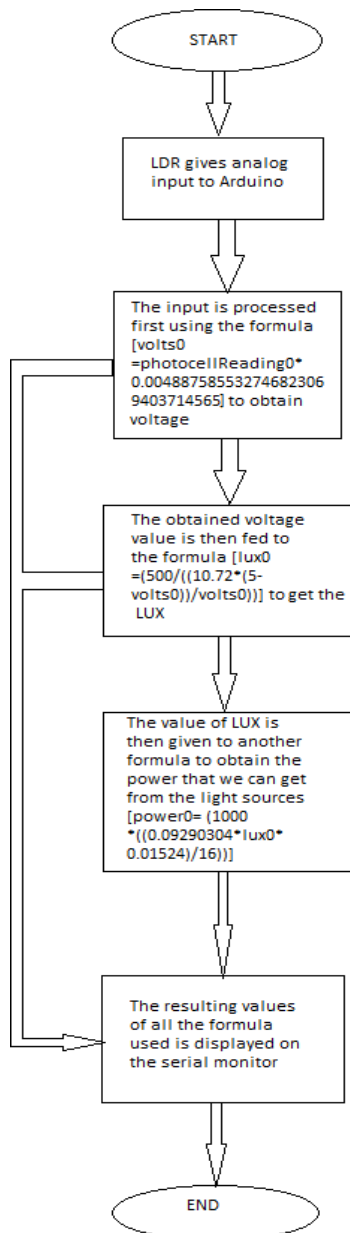 START
LDR gives analog
input to Arduino
The input is processed
first using the formula
[volts0
=photocellReading0*
0.00488758553274682306
9403714565] to obtain
voltage
The obtained voltage
value is then fed to
the formula [lux0
=(500/((10.72*(5-
volts0))/volts0))] to get the
LUX
The value of LUX is
then given to another
formula to obtain the
power that we can get
from the light sources
[power0= (1000
*((0.09290304*lux0*
0.01524)/16))]
The resulting values
of all the formula
used is displayed on
the serial monitor
END